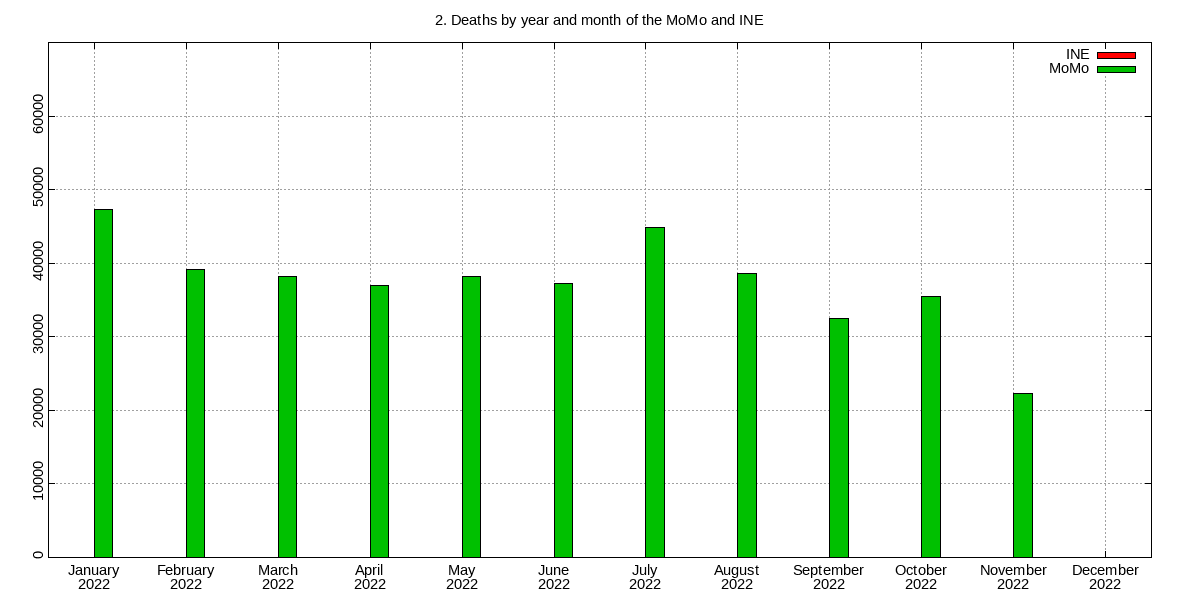 2. Deaths by year and month of the MoMo and INE
INE
MoMo
60000
50000
40000
30000
20000
10000
0
January February March April May June July August September October November December
2022 2022 2022 2022 2022 2022 2022 2022 2022 2022 2022 2022